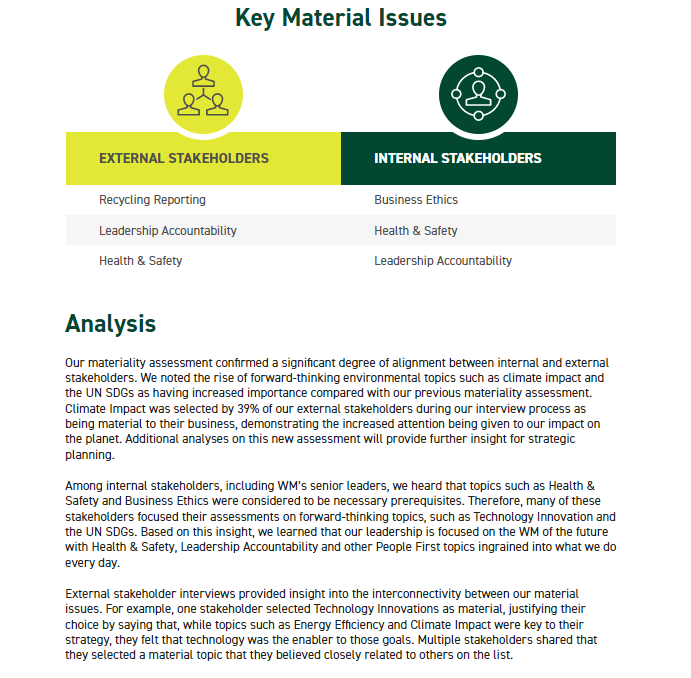 Key Material Issues
EXTERNAL STAKEHOLDERS INTERNAL STAKEHOLDERS
Recycling Reporting Business Ethics
Leadership Accountability Health & Safety
Health & Safety Leadership Accountability
Analysis
Our materiality assessment confirmed a significant degree of alignment between internal and external
stakeholders. We noted the rise of forward-thinking environmental topics such as climate impact and
the UN SDGs as having increased importance compared with our previous materiality assessment.
Climate Impact was selected by 39% of our external stakeholders during our interview process as
being material to their business, demonstrating the increased attention being given to our impact on
the planet. Additional analyses on this new assessment will provide further insight for strategic
planning.
Among internal stakeholders, including WM's senior leaders, we heard that topics such as Health &
Safety and Business Ethics were considered to be necessary prerequisites. Therefore, many of these
stakeholders focused their assessments on forward-thinking topics, such as Technology Innovation and
the UN SDGs. Based on this insight, we learned that our leadership is focused on the WM of the future
with Health & Safety, Leadership Accountability and other People First topics ingrained into what we do
every day.
External stakeholder interviews provided insight into the interconnectivity between our material
issues. For example, one stakeholder selected Technology Innovations as material, justifying their
choice by saying that, while topics such as Energy Efficiency and Climate Impact were key to their
strategy, they felt that technology was the enabler to those goals. Multiple stakeholders shared that
they selected a material topic that they believed closely related to others on the list.